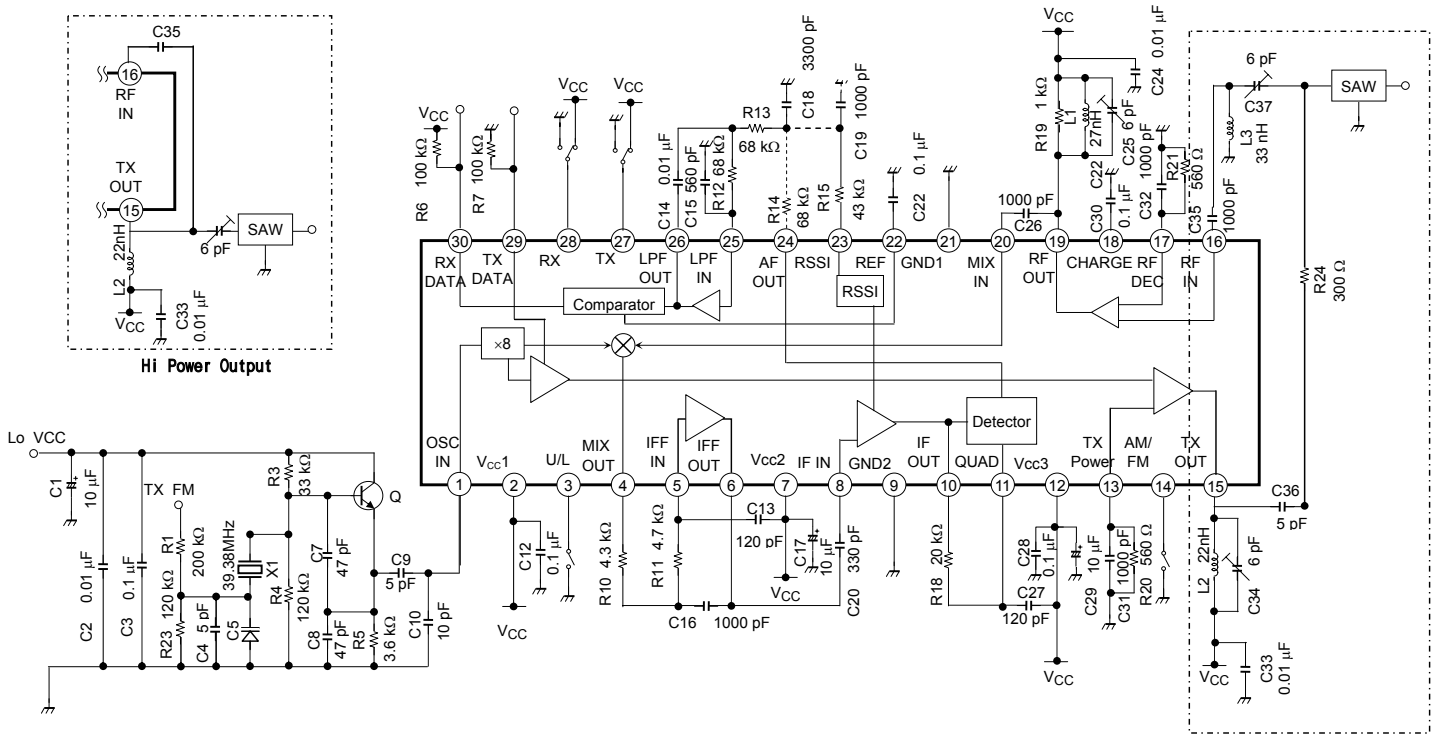 C35
16
RF
IN
TX
OUT
15
22nH
L2
VCC
C33
0.01 µF
6 pF
SAW
Hi Power Output
VCC
R6
100 kΩ
R7
100 kΩ
VCC
VCC
C14
0.01 µF
C15
560 pF
R12
68 kΩ
R13
68 kΩ
C18
3300 pF
R14
68 kΩ
C19
1000 pF
R15
43 kΩ
C22
0.1 µF
1000 pF
C26
VCC
R19
1 kΩ
L1
27nH
C25
6 pF
C24
0.01 µF
C30
C22
0.1 µF
C32
1000 pF
R21
560 Ω
C35
1000 pF
L3
33 nH
6 pF
C37
SAW
R24
300 Ω
30
29
28
27
26
25
24
23
22
21
20
19
18
17
16
RX
DATA
TX
DATA
RX
TX
LPF
OUT
LPF
IN
AF
OUT
RSSI
REF
GND1
MIX
IN
RF
OUT
CHARGE
RF
DEC
RF
IN
Comparator
RSSI
×8
Detector
OSC
IN
VCC1
U/L
MIX
OUT
IFF
IN
IFF
OUT
Vcc2
IF IN
GND2
IF
OUT
QUAD
Vcc3
TX
Power
AM/
FM
TX
OUT
1
2
3
4
5
6
7
8
9
10
11
12
13
14
15
Lo VCC
C1
10 µF
C2
0.01 µF
C3
0.1 µF
TX FM
R1
200 kΩ
R23
120 kΩ
C4
5 pF
C5
39.38MHz
X1
R3
33 kΩ
R4
120 kΩ
C7
47 pF
C8
47 pF
Q
R5
3.6 kΩ
C9
5 pF
C10
10 pF
C12
0.1 µF
VCC
R10
4.3 kΩ
R11
4.7 kΩ
C16
1000 pF
C13
120 pF
C17
10 µF
VCC
C20
330 pF
R18
20 kΩ
C27
120 pF
C28
0.1 µF
C29
10 µF
VCC
C31
1000 pF
R20
560 Ω
C36
5 pF
22nH
L2
6 pF
C34
VCC
C33
0.01 µF